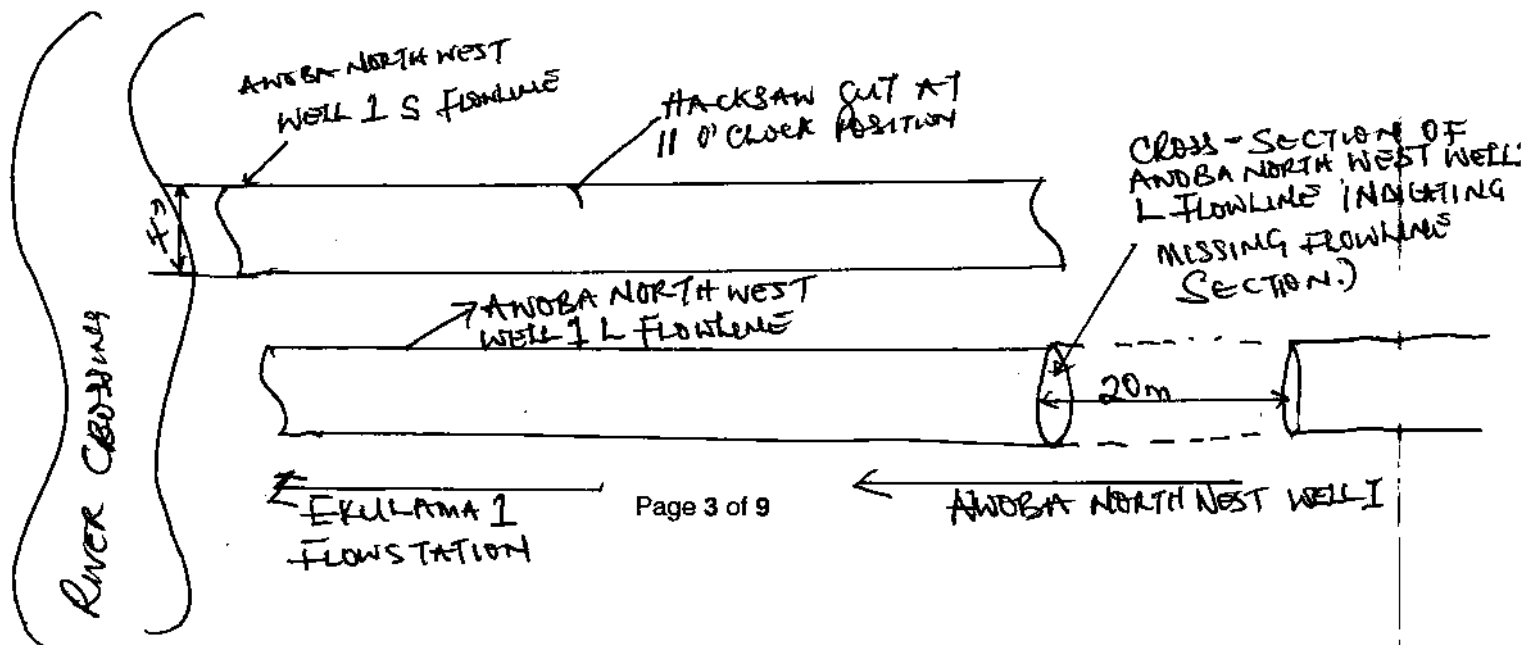 AWOBA NORTH WEST
WELL 1 S FLOWLINE
HACKSAW CUT AT
11 O'CLOCK POSITION
CROSS-SECTION OF
AWOBA NORTH WEST WELL
L FLOWLINE INDICATING
MISSING FLOWLINE
SECTION.)
AWOBA NORTH WEST
WELL 1 L FLOWLINE
20m
RIVER CROSSING
EKULAMA 1
FLOWSTATION
Page 3 of 9
AWOBA NORTH WEST WELL I